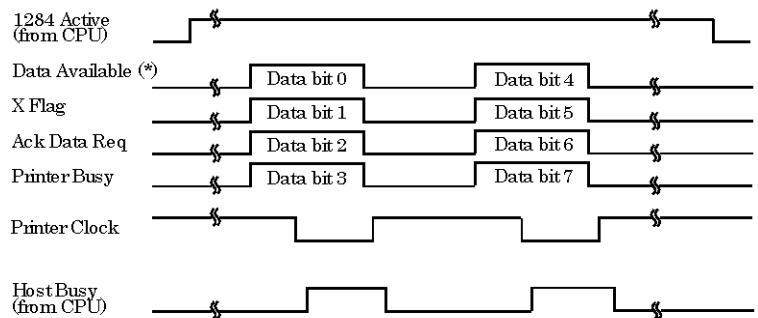 1284 Active
(from CPU)
Data Available (*)
Data bit 0
Data bit 4
X Flag
Data bit 1
Data bit 5
Ack Data Req
Data bit 2
Data bit 6
Printer Busy
Data bit 3
Data bit 7
Printer Clock
Host Busy
(from CPU)